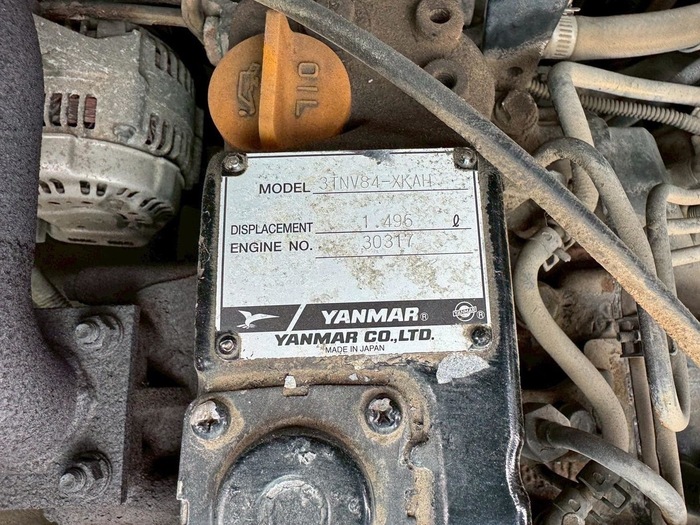 OIL
MODEL 3TNV84-XKAH
DISPLACEMENT 1.496 ℓ
ENGINE NO. 30317
YANMAR®
®
YANMAR CO.,LTD.
MADE IN JAPAN